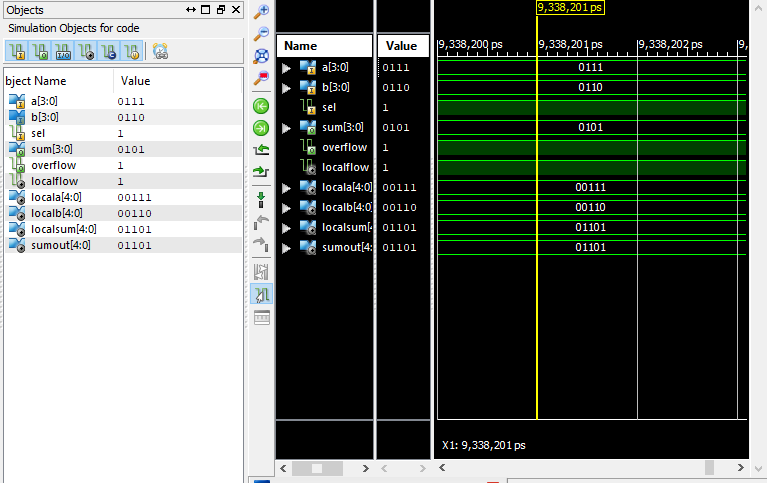 Objects
Simulation Objects for code
bject Name Value
a[3:0] 0111
b[3:0] 0110
sel 1
sum[3:0] 0101
overflow 1
localflow 1
locala[4:0] 00111
localb[4:0] 00110
localsum[4:0] 01101
sumout[4:0] 01101
9,338,201 ps
Name Value 9,338,200 ps 9,338,201 ps 9,338,202 ps 9,
a[3:0] 0111 0111
b[3:0] 0110 0110
sel 1
sum[3:0] 0101 0101
overflow 1
localflow 1
locala[4:0] 00111 00111
localb[4:0] 00110 00110
localsum[4 01101 01101
sumout[4: 01101 01101
X1: 9,338,201 ps